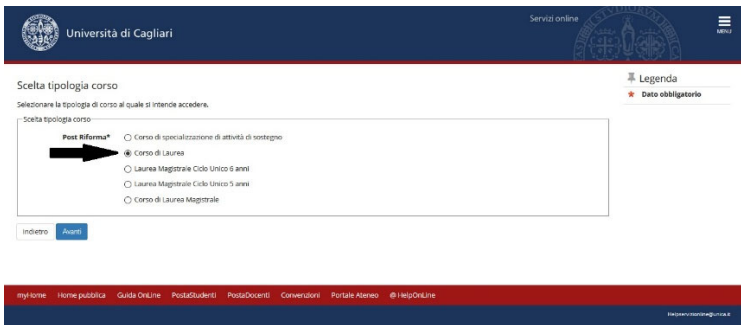 Università di Cagliari
Servizi online
MENU
Scelta tipologia corso
Selezionare la tipologia di corso al quale si intende accedere.
Scelta tipologia corso
Post Riforma*
Corso di specializzazione di attività di sostegno
Corso di Laurea
Laurea Magistrale Ciclo Unico 6 anni
Laurea Magistrale Ciclo Unico 5 anni
Corso di Laurea Magistrale
Indietro
Avanti
Legenda
Dato obbligatorio
myHome Home pubblica Guida OnLine PostaStudenti PostaDocenti Convenzioni Portale Ateneo @HelpOnLine